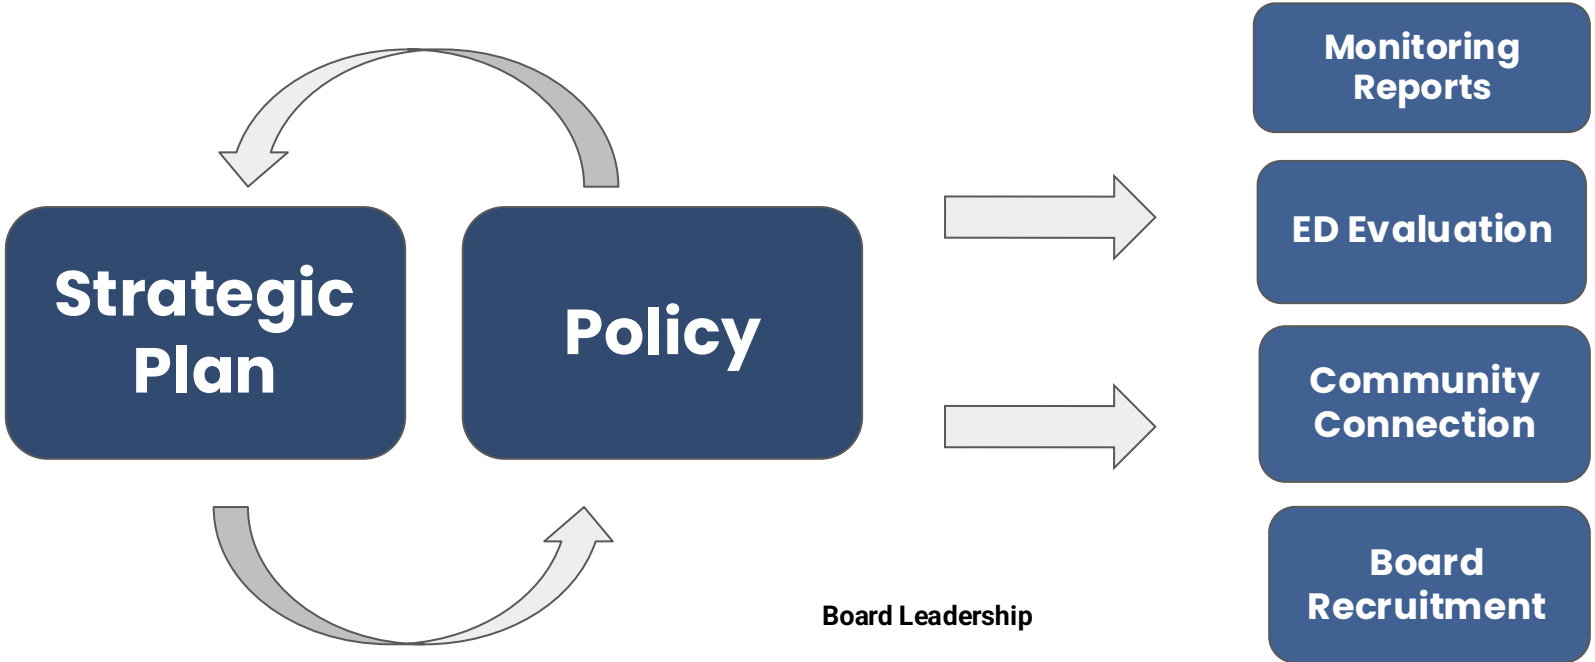 Strategic
Plan
Policy
Monitoring
Reports
ED Evaluation
Community
Connection
Board
Recruitment
Board Leadership